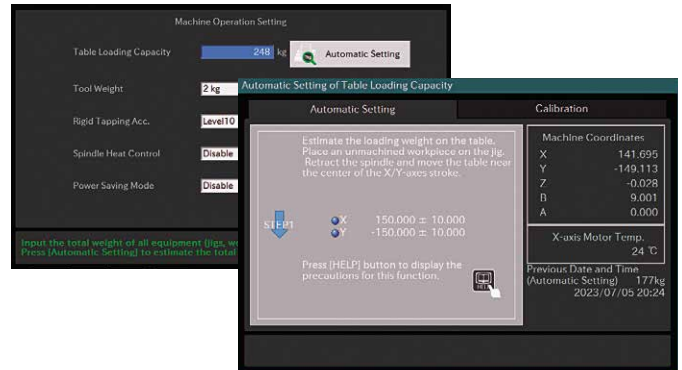 Machine Operation Setting
Table Loading Capacity 248 kg Automatic Setting
Tool Weight 2 kg
Rigid Tapping Acc. Level10
Spindle Heat Control Disable
Power Saving Mode Disable
Input the total weight of all equipment (jigs, wo
Press [Automatic Setting] to estimate the total
Automatic Setting of Table Loading Capacity
Automatic Setting Calibration
Estimate the loading weight on the table.
Place an unmachined workpiece on the jig.
Retract the spindle and move the table near
the center of the X/Y-axes stroke.
STEP1
X 150.000 ± 10.000
Y -150.000 ± 10.000
Press [HELP] button to display the
precautions for this function.
HELP
Machine Coordinates
X 141.695
Y -149.113
Z -0.028
B 9.001
A 0.000
X-axis Motor Temp.
24 ℃
Previous Date and Time
(Automatic Setting) 177kg
2023/07/05 20:24